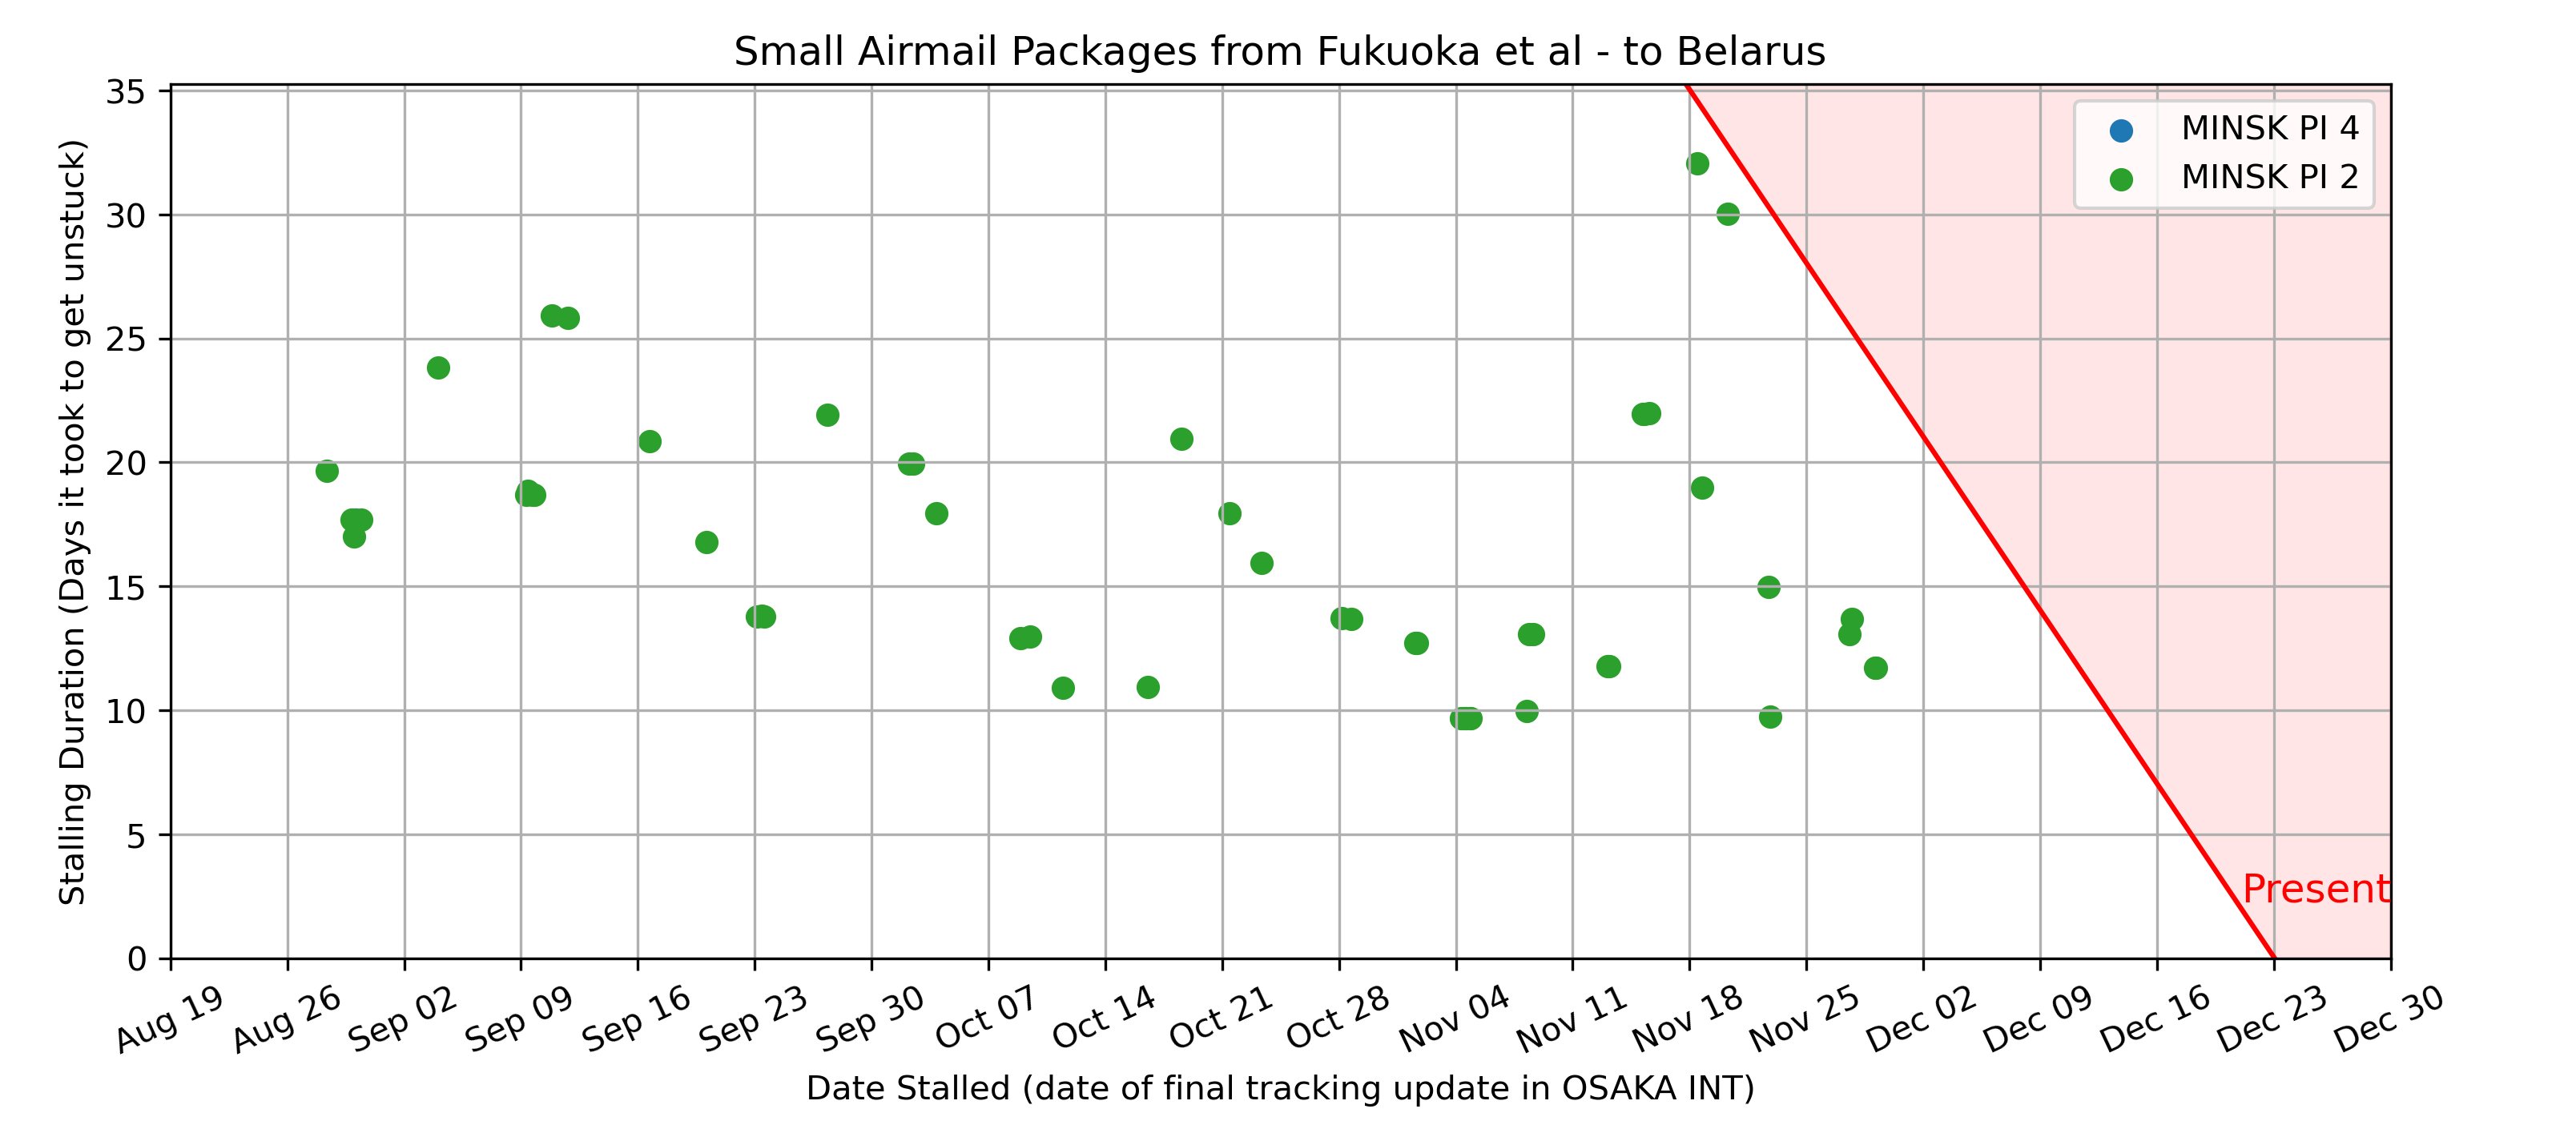 Small Airmail Packages from Fukuoka et al - to Belarus
MINSK PI 4
MINSK PI 2
Stalling Duration (Days it took to get unstuck)
35
30
25
20
15
10
5
0
Present
Aug 19
Aug 26
Sep 02
Sep 09
Sep 16
Sep 23
Sep 30
Oct 07
Oct 14
Oct 21
Oct 28
Nov 04
Nov 11
Nov 18
Nov 25
Dec 02
Dec 09
Dec 16
Dec 23
Dec 30
Date Stalled (date of final tracking update in OSAKA INT)